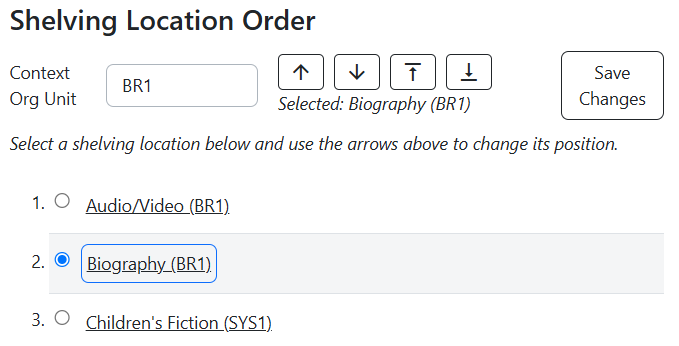 Shelving Location Order
Context
Org Unit
BR1
Selected: Biography (BR1)
Save
Changes
Select a shelving location below and use the arrows above to change its position.
1. Audio/Video (BR1)
2. Biography (BR1)
3. Children's Fiction (SYS1)